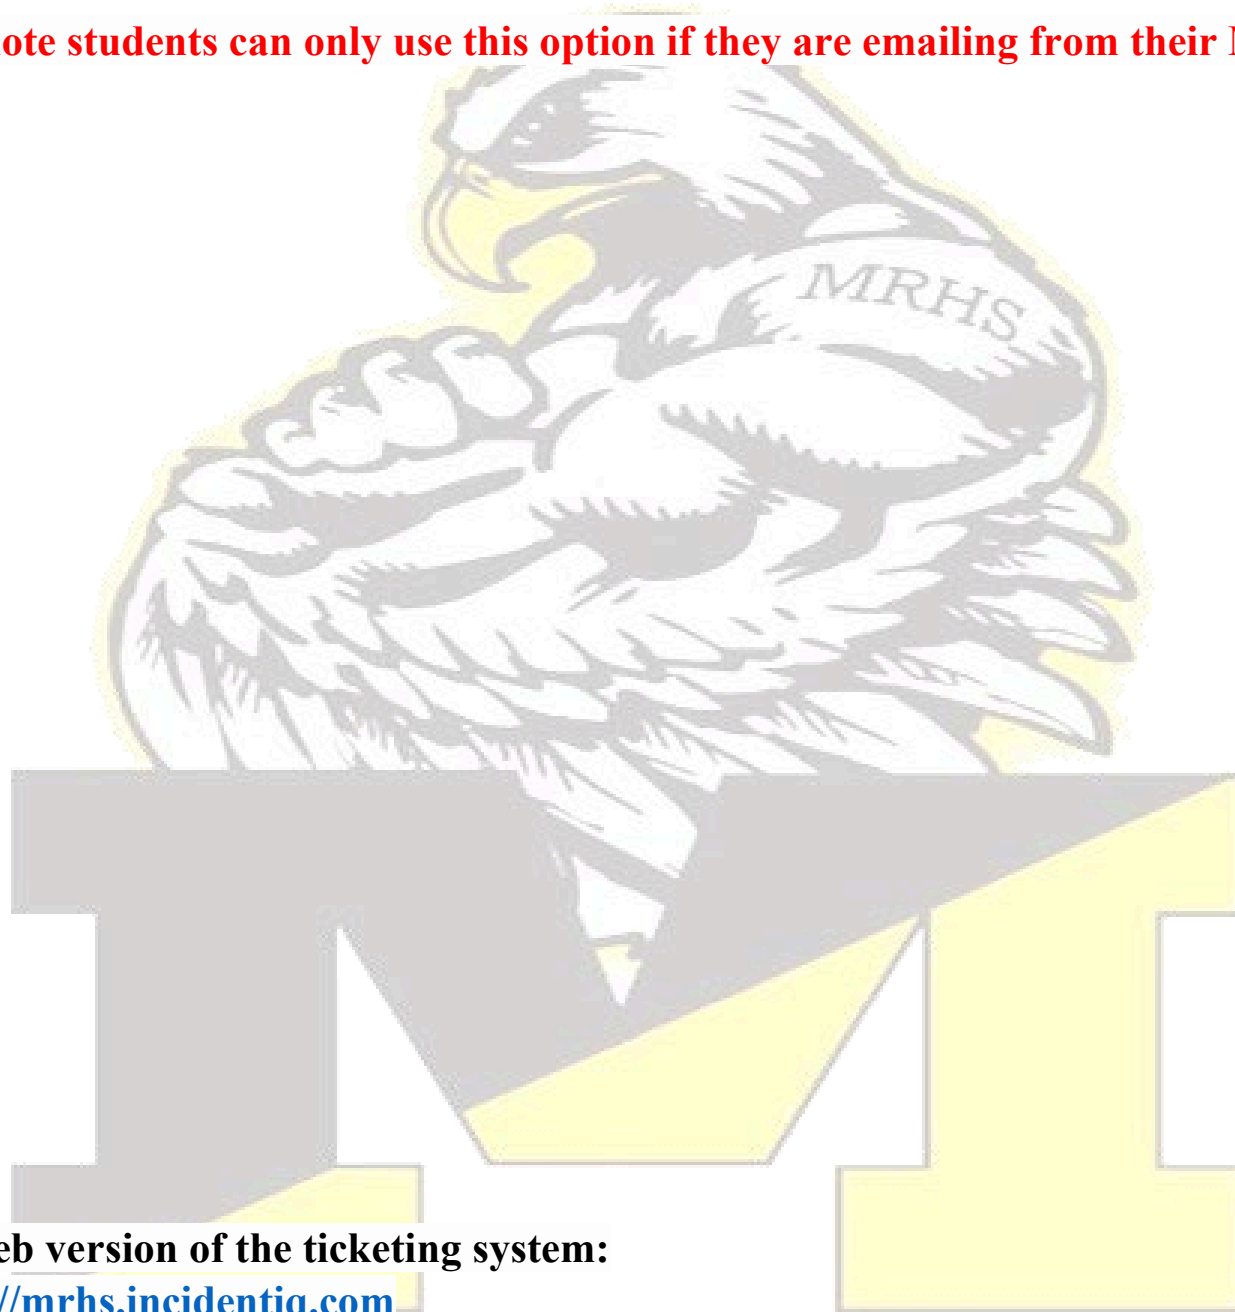 ote students can only use this option if they are emailing from their
MRHS
eb version of the ticketing system:
//mrhs.incidentiq.com